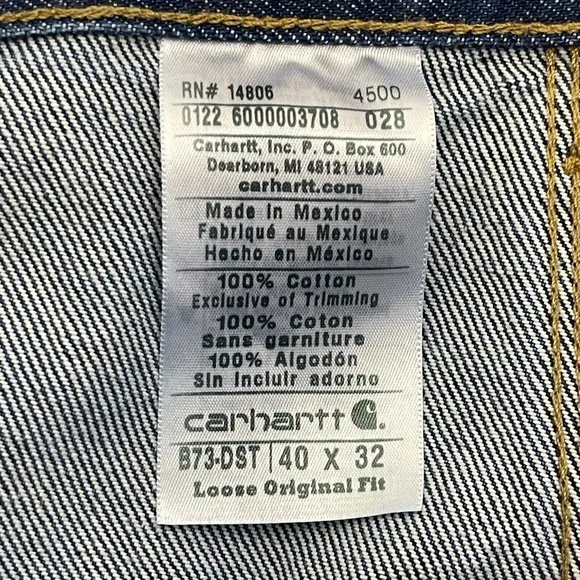 RN# 14806 4500
0122 6000003708 028
Carhartt, Inc. P. O. Box 600
Dearborn, MI 48121 USA
carhartt.com
Made in Mexico
Fabriqué au Mexique
Hecho en México
100% Cotton
Exclusive of Trimming
100% Coton
Sans garniture
100% Algodón
Sin incluir adorno
carhartt
B73-DST | 40 X 32
Loose Original Fit